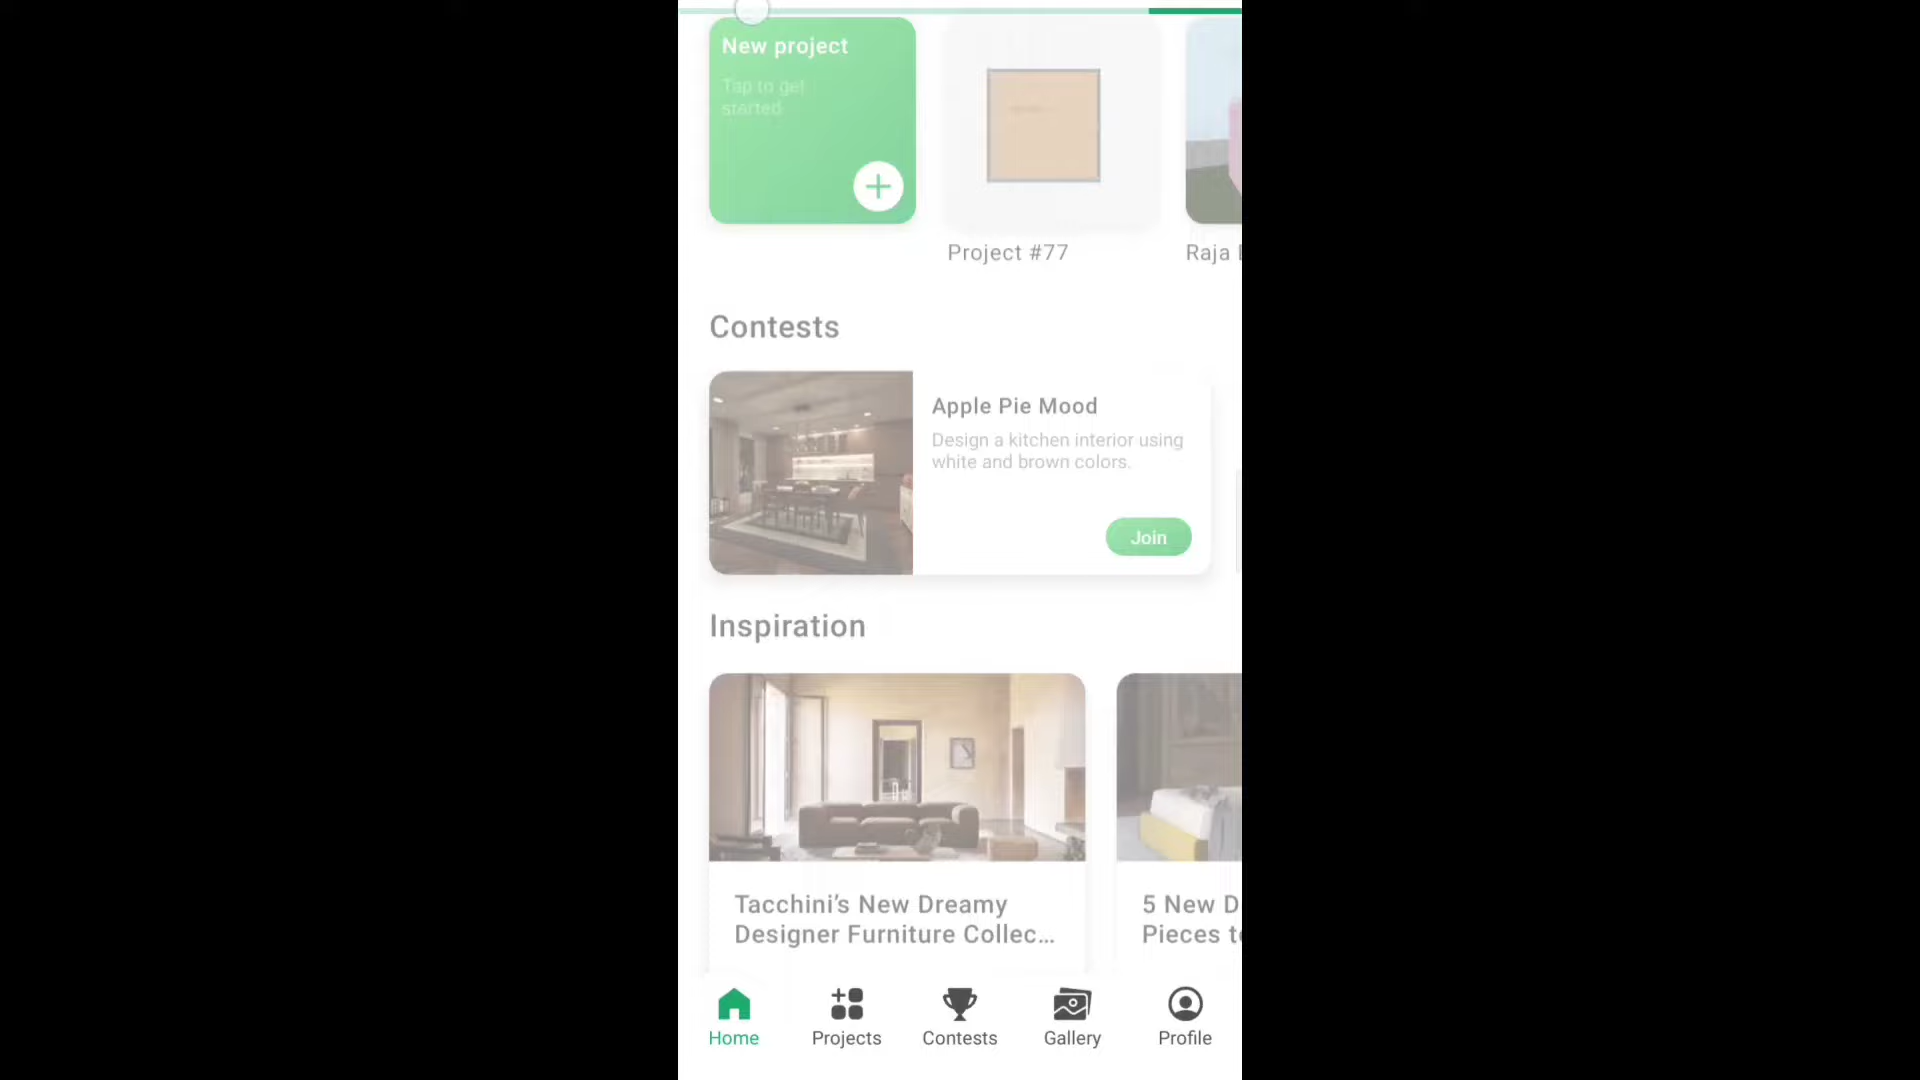 New project
Tap to get
started
Project #77
Raja
Contests
Apple Pie Mood
Design a kitchen interior using
white and brown colors.
Join
Inspiration
Tacchini’s New Dreamy
Designer Furniture Collec...
5 New D
Pieces to
Home
Projects
Contests
Gallery
Profile